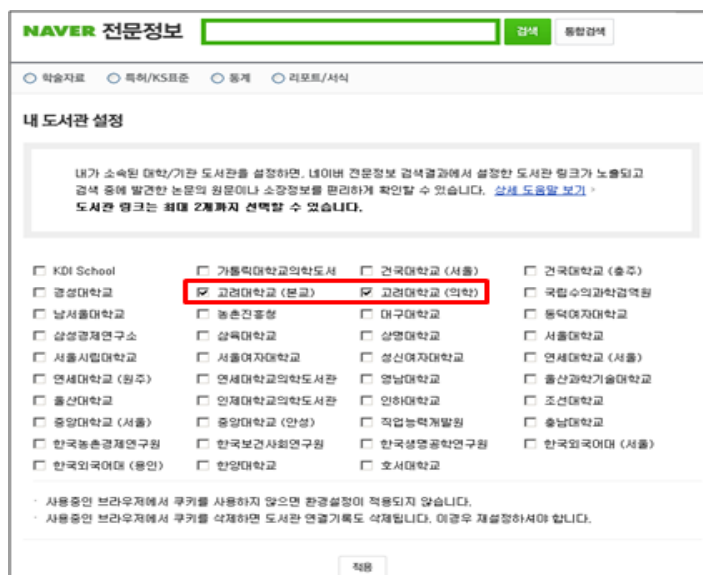 NAVER 전문정보 검색 통합검색
학술자료 특허/KS표준 통계 리포트/서식
내 도서관 설정
내가 소속된 대학/기관 도서관을 설정하면, 네이버 전문정보 검색결과에서 설정한 도서관 링크가 노출되고
검색 중에 발견한 논문의 원문이나 소장정보를 편리하게 확인할 수 있습니다. 상세 도움말 보기 >
도서관 링크는 최대 2개까지 선택할 수 있습니다.
KDI School 가톨릭대학교의학도서 건국대학교 (서울) 건국대학교 (충주)
경성대학교 고려대학교 (본교) 고려대학교 (의학) 국립수의과학검역원
남서울대학교 농촌진흥청 대구대학교 동덕여자대학교
삼성경제연구소 삼육대학교 상명대학교 서울대학교
서울시립대학교 서울여자대학교 성신여자대학교 연세대학교 (서울)
연세대학교 (원주) 연세대학교의학도서관 영남대학교 울산과학기술대학교
울산대학교 인제대학교의학도서관 인하대학교 조선대학교
중앙대학교 (서울) 중앙대학교 (안성) 직업능력개발원 충남대학교
한국농촌경제연구원 한국보건사회연구원 한국생명공학연구원 한국외국어대 (서울)
한국외국어대 (용인) 한양대학교 호서대학교
· 사용중인 브라우저에서 쿠키를 사용하지 않으면 환경설정이 적용되지 않습니다.
· 사용중인 브라우저에서 쿠키를 삭제하면 도서관 연결기록도 삭제됩니다. 이경우 재설정하셔야 합니다.
적용